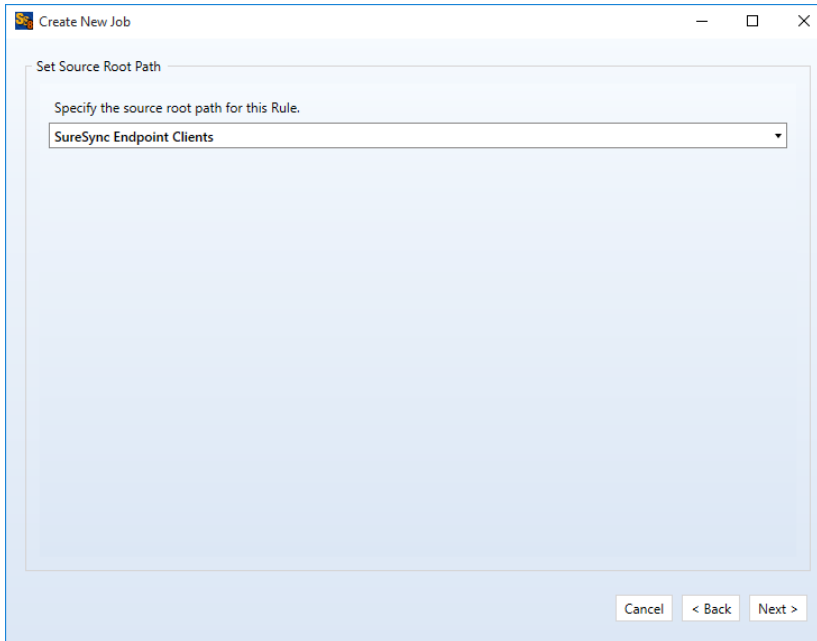 Create New Job
Set Source Root Path
Specify the source root path for this Rule.
SureSync Endpoint Clients
Cancel < Back Next >